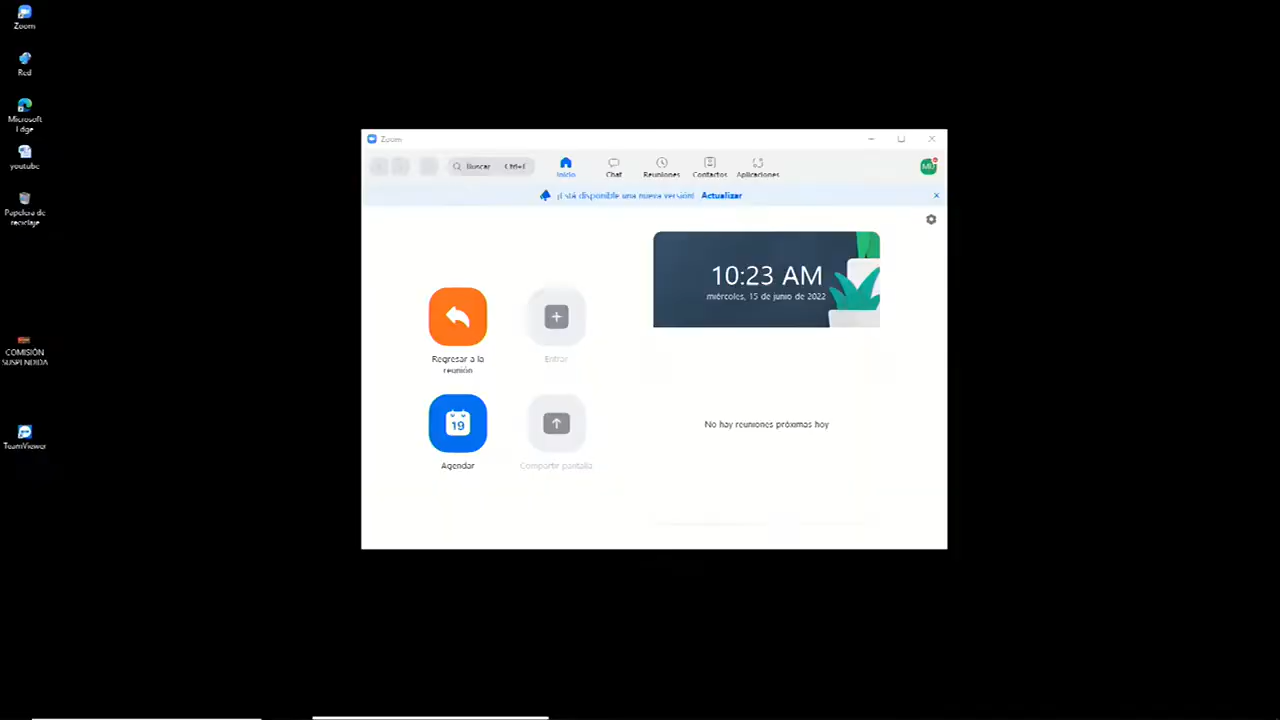 Zoom
Red
Microsoft
Edge
youtube
Papelera de
reciclaje
COMISIÓN
SUSPENDIDA
TeamViewer
Zoom
Buscar Ctrl+F
Inicio
Chat
Reuniones
Contactos
Aplicaciones
MU
¡Está disponible una nueva versión! Actualizar
10:23 AM
miércoles, 15 de junio de 2022
Regresar a la
reunión
Entrar
19
Agendar
Compartir pantalla
No hay reuniones próximas hoy